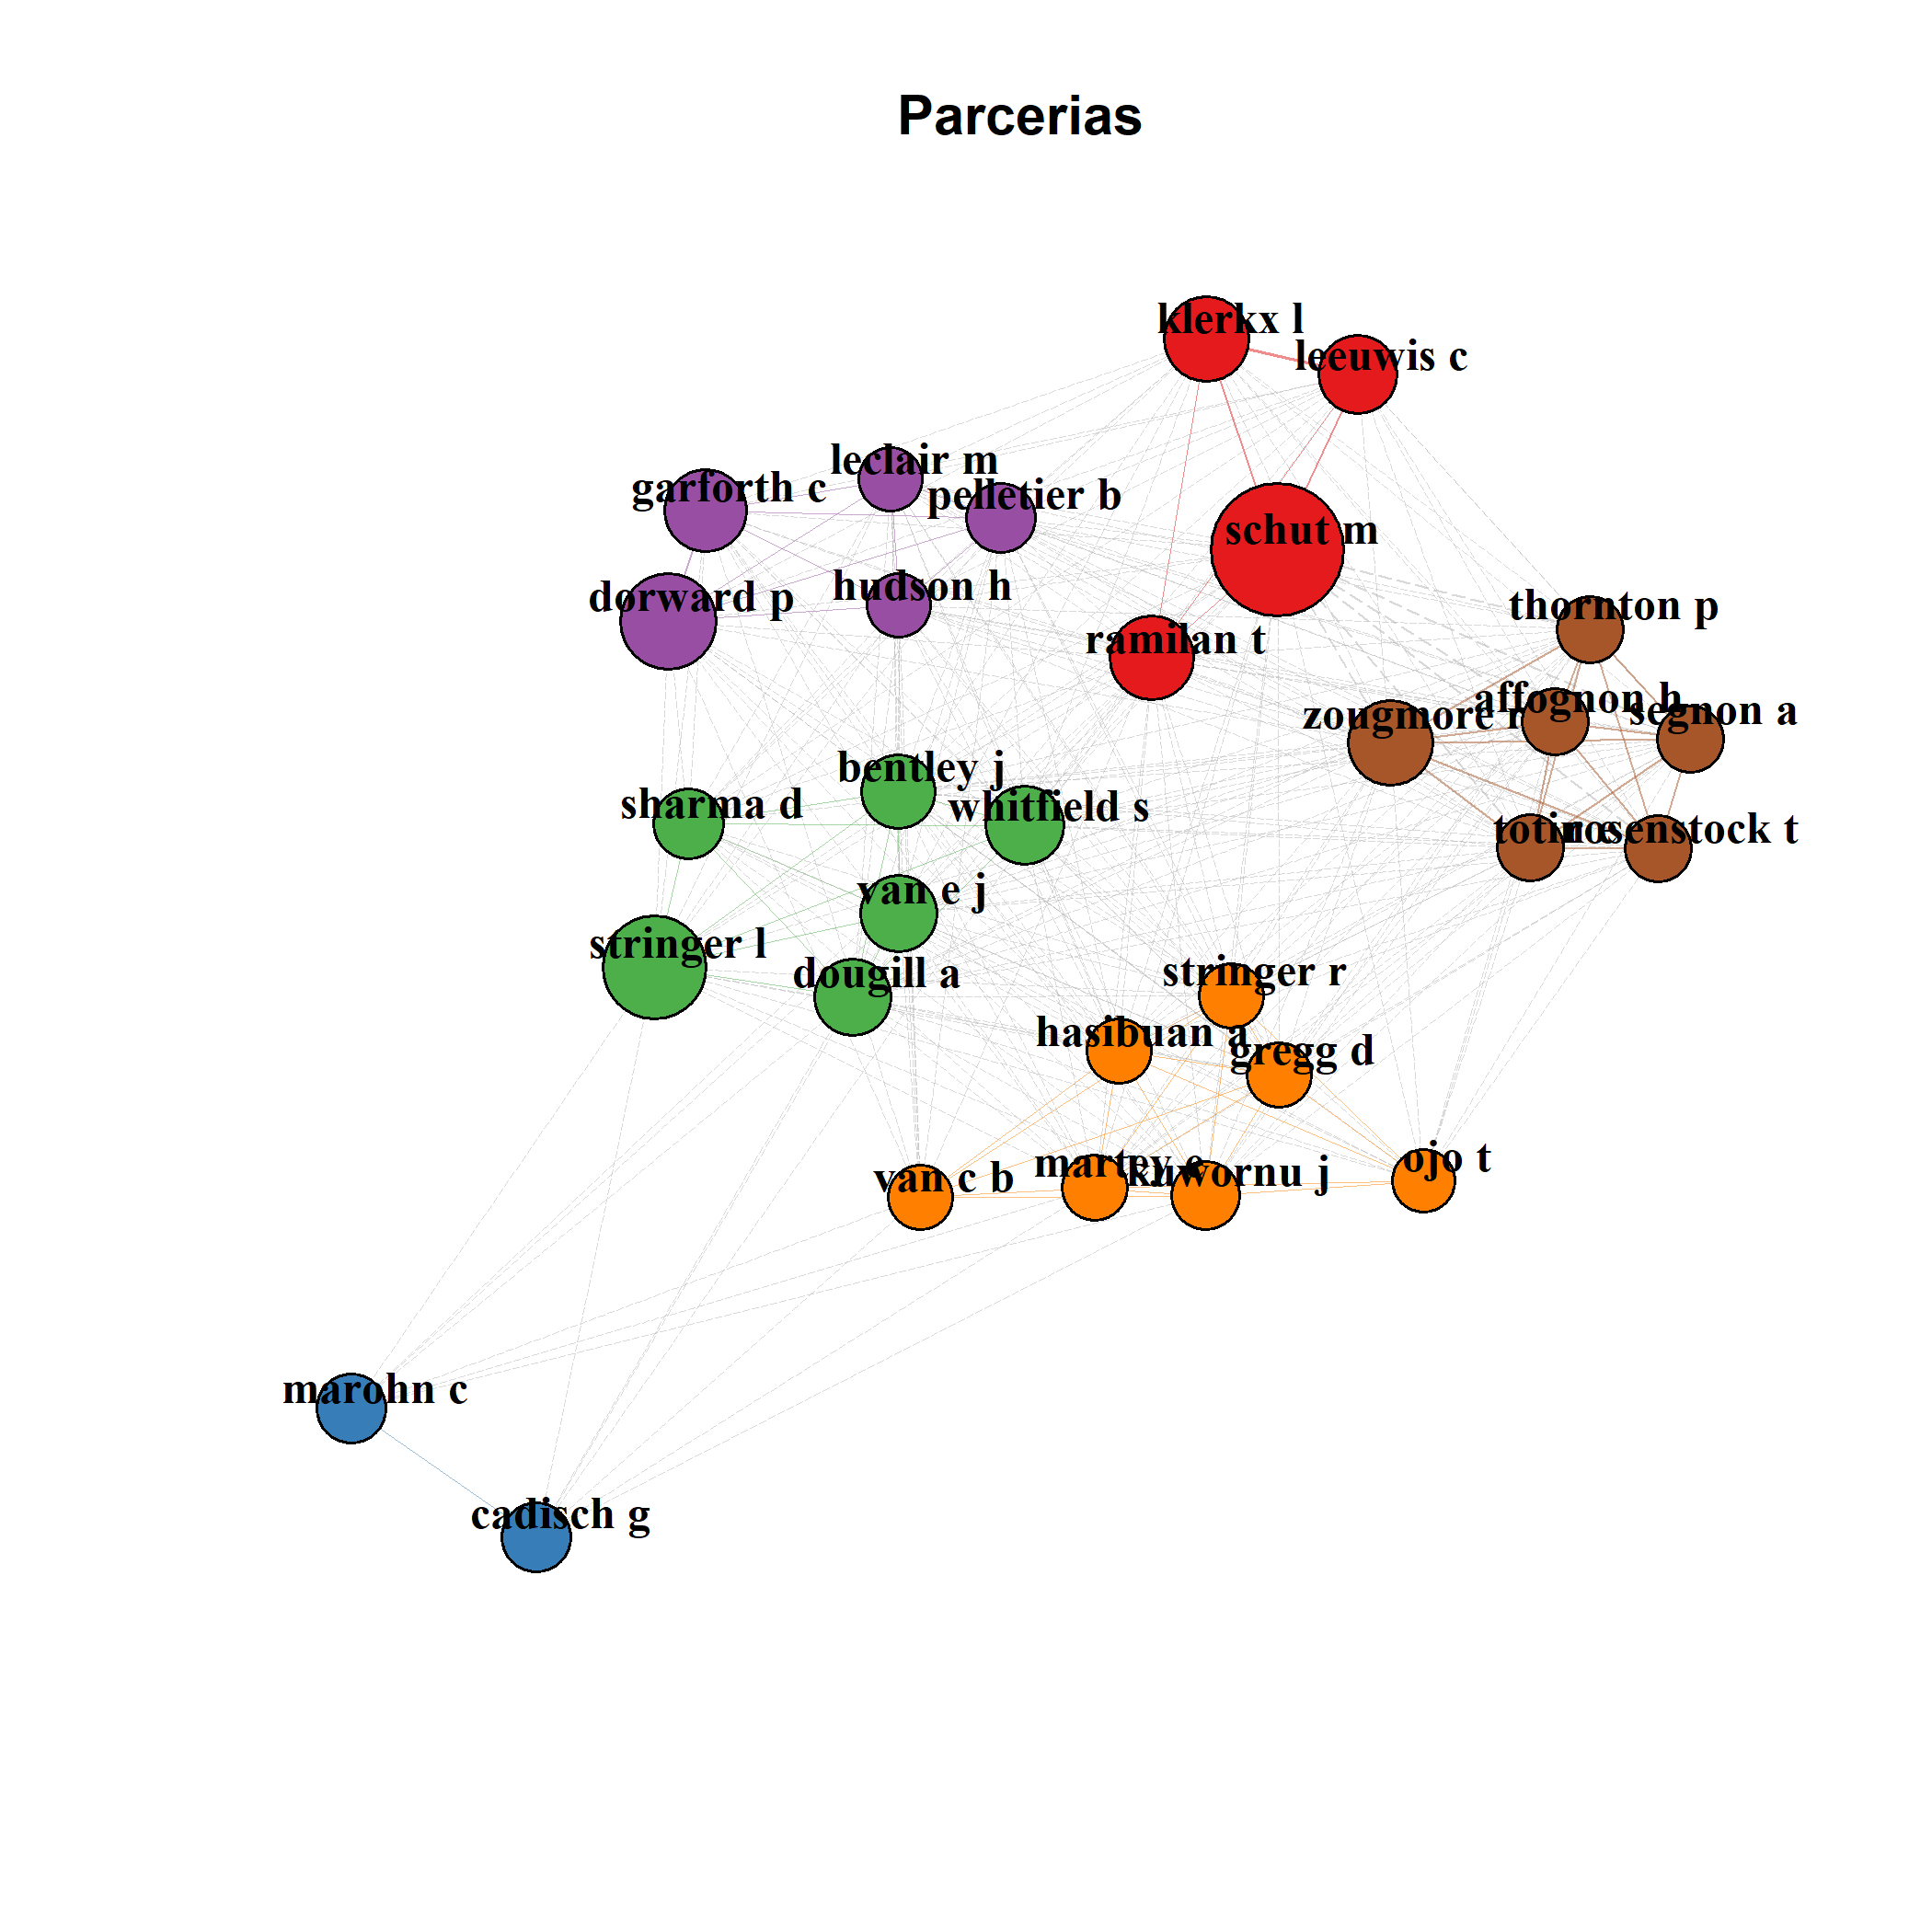 Parcerias
klerkx l
leeuwis c
leclair m
garforth c
pelletier b
schut m
hudson h
dorward p
thornton p
ramilan t
affognon h
zougmore r
segnon a
bentley j
sharma d
whitfield s
totin e
rosenstock t
van e j
stringer l
dougill a
stringer r
hasibuan a
gregg d
ojo t
martey e
kuwornu j
van c b
marohn c
cadisch g